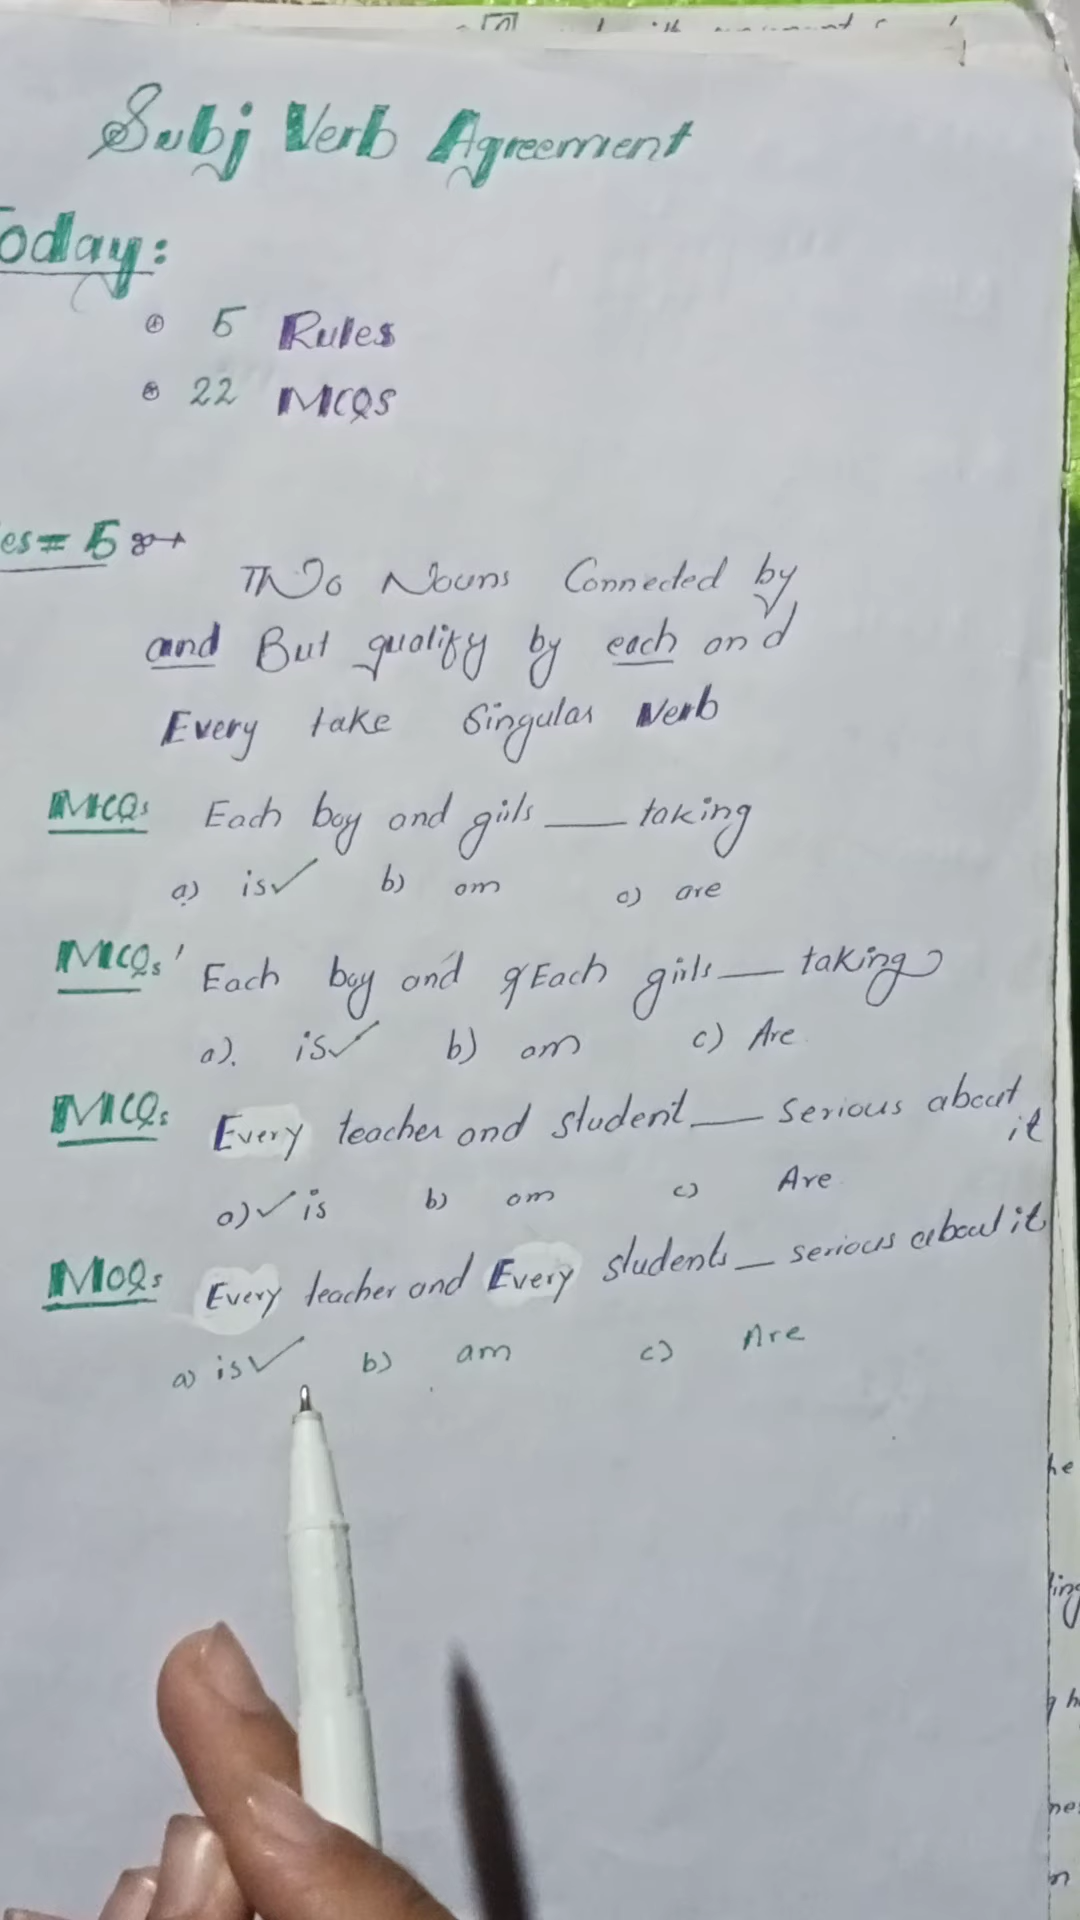 Subj Verb Agreement
Today:
5 Rules
22 MCQS
es = 5
Two Nouns Connected by
and But qualify by each and
Every take Singular Verb
MCQs Each boy and girls ___ taking
a) is✓ b) am c) are
MCQs' Each boy and Each girls ___ taking
a). is✓ b) am c) Are
MCQs Every teacher and student ___ serious about
it
a)✓ is b) am c) Are
MCQs Every teacher and Every students _ serious about it
a) is✓ b) am c) Are
he